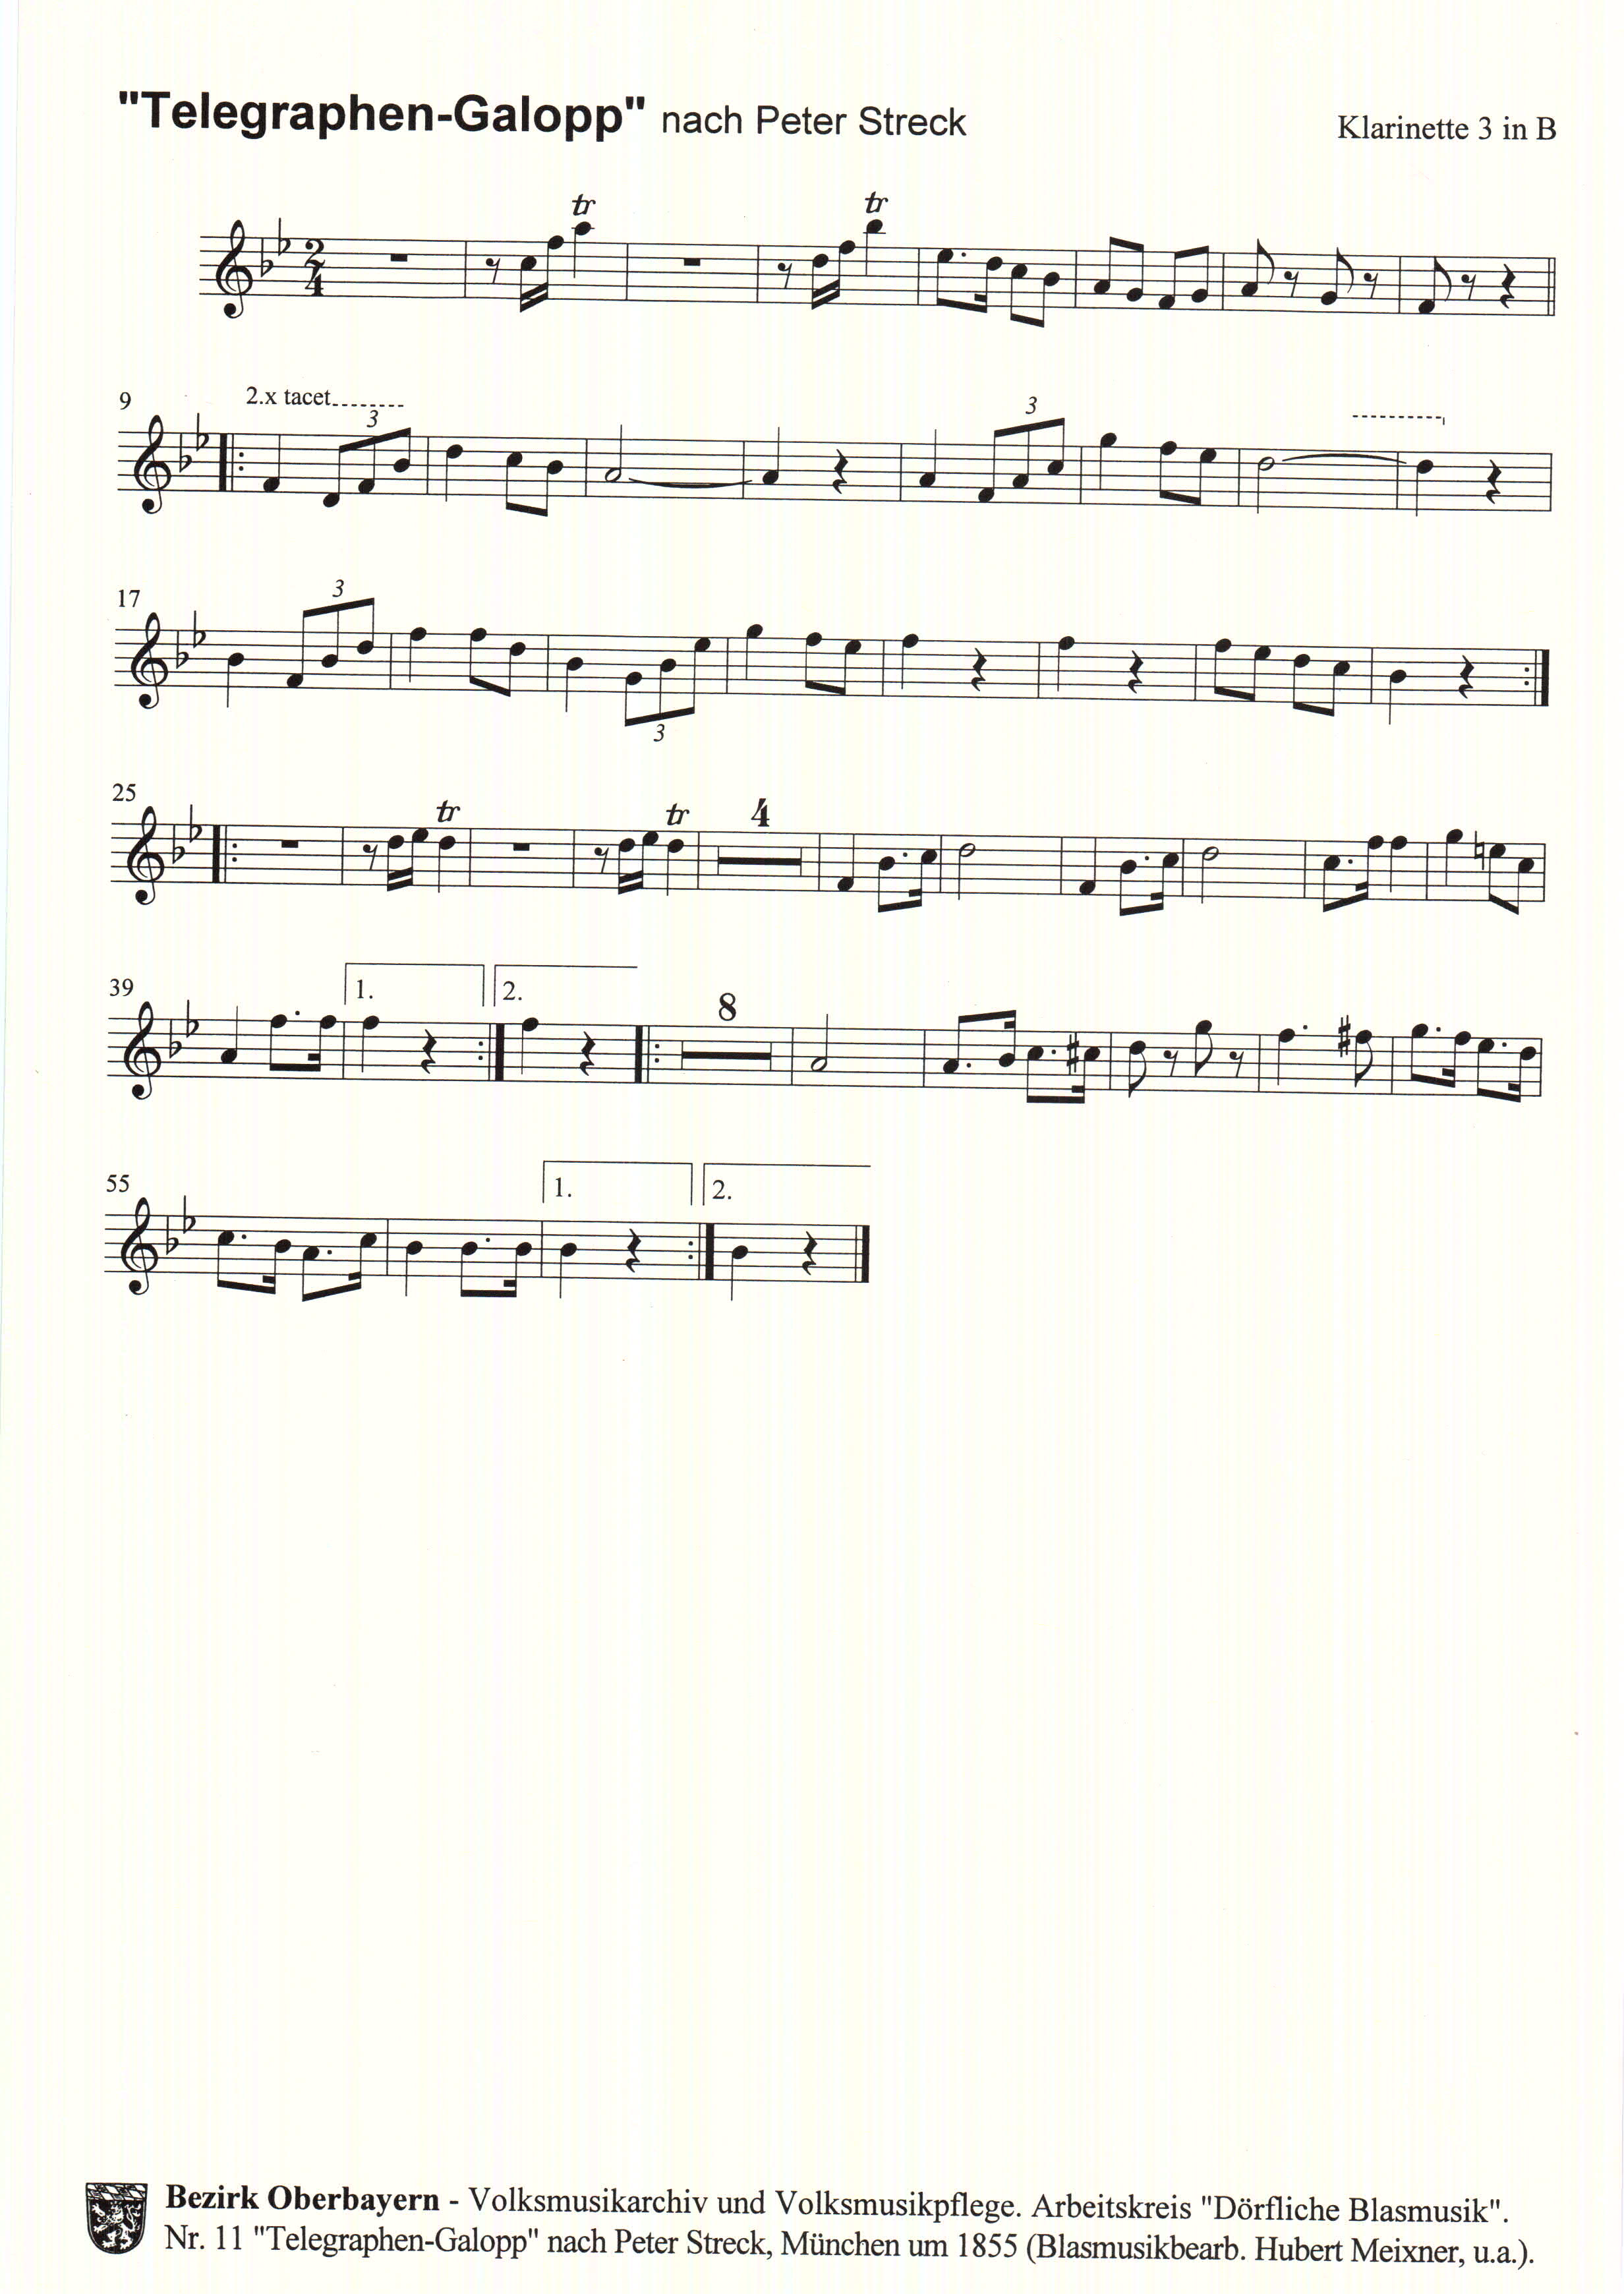 "Telegraphen-Galopp" nach Peter Streck
Klarinette 3 in B
tr tr
2
4
9
2.x tacet
3 3
17
3 3
25
tr tr 4
39
1. 2. 8
55
1. 2.
Bezirk Oberbayern - Volksmusikarchiv und Volksmusikpflege. Arbeitskreis "Dörfliche Blasmusik".
Nr. 11 "Telegraphen-Galopp" nach Peter Streck, München um 1855 (Blasmusikbearb. Hubert Meixner, u.a.).